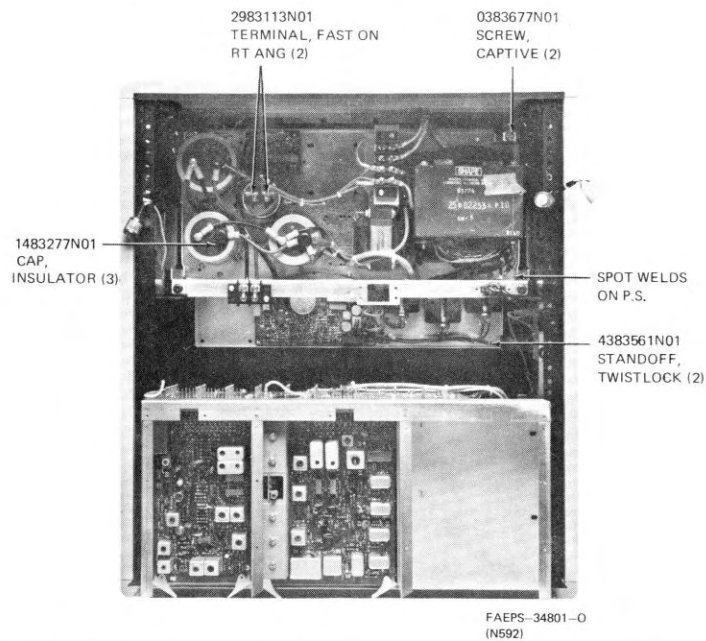 2983113N01
TERMINAL, FAST ON
RT ANG (2)
0383677N01
SCREW,
CAPTIVE (2)
1483277N01
CAP,
INSULATOR (3)
SPOT WELDS
ON P.S.
4383561N01
STANDOFF,
TWISTLOCK (2)
SHAPE
FAEPS-34801-O
(N592)